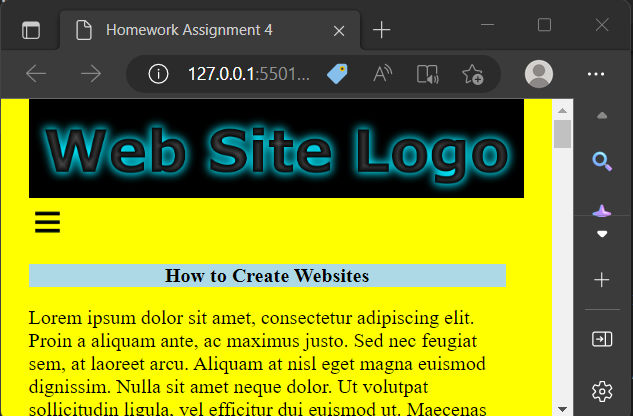 Homework Assignment 4
127.0.0.1:5501...
Web Site Logo
How to Create Websites
Lorem ipsum dolor sit amet, consectetur adipiscing elit.
Proin a aliquam ante, ac maximus justo. Sed nec feugiat
sem, at laoreet arcu. Aliquam at nisl eget magna euismod
dignissim. Nulla sit amet neque dolor. Ut volutpat
sollicitudin ligula, vel efficitur dui euismod ut. Maecenas